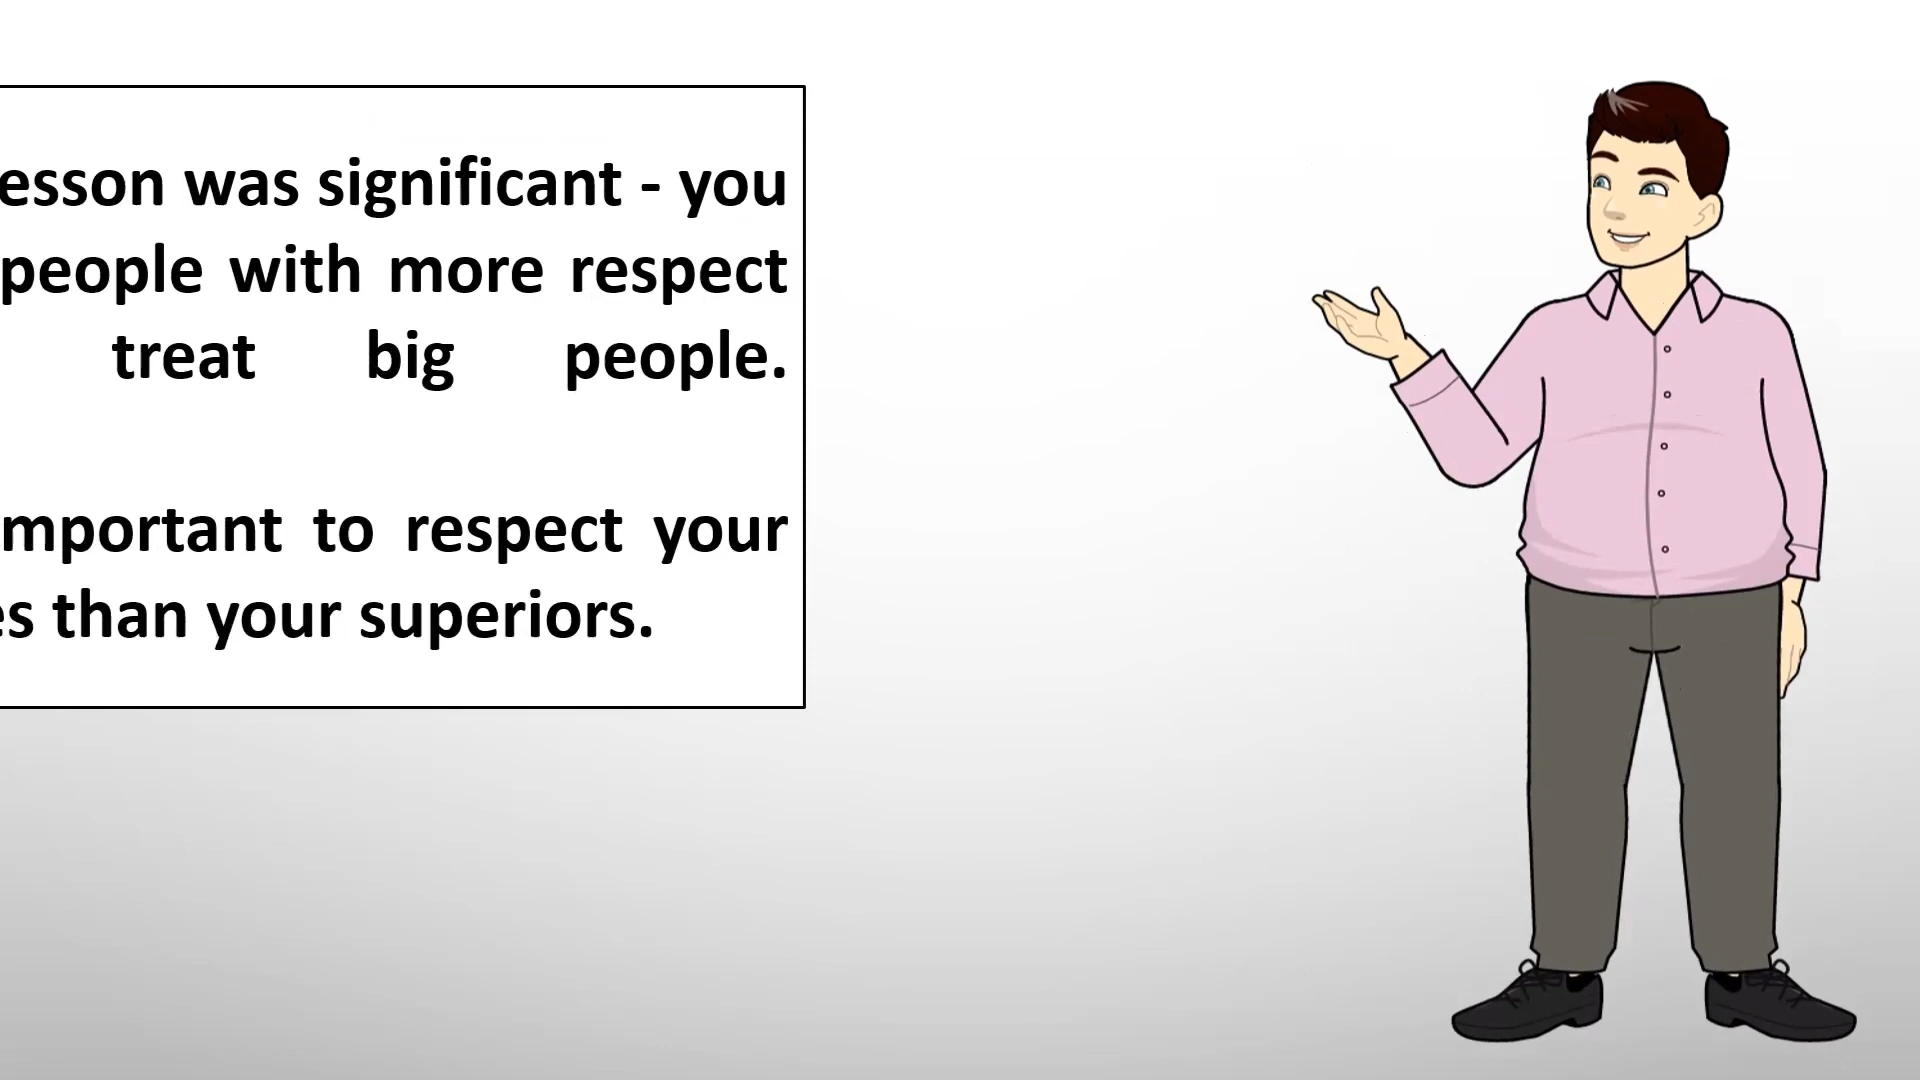 esson was significant - you
people with more respect
treat big people.
mportant to respect your
es than your superiors.